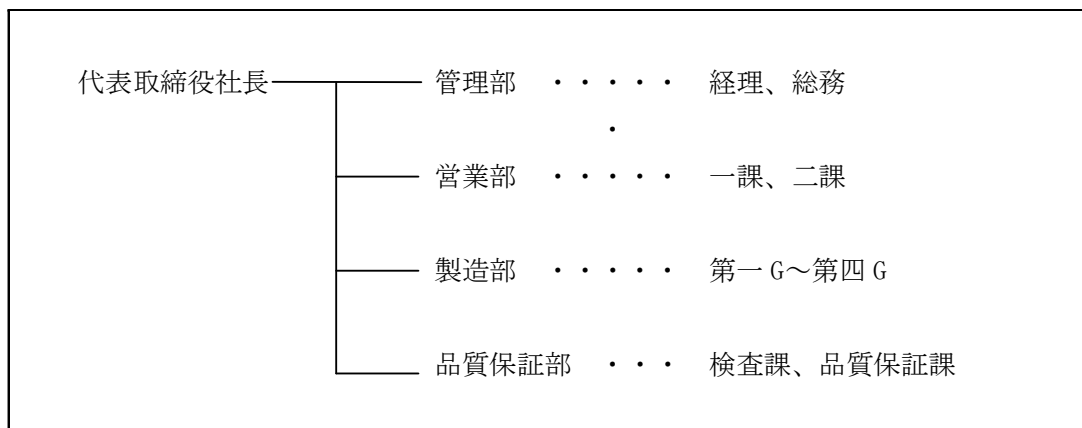 代表取締役社長 管理部 ・・・・・ 経理、総務
・
営業部 ・・・・・ 一課、二課
製造部 ・・・・・ 第一G～第四G
品質保証部 ・・・ 検査課、品質保証課